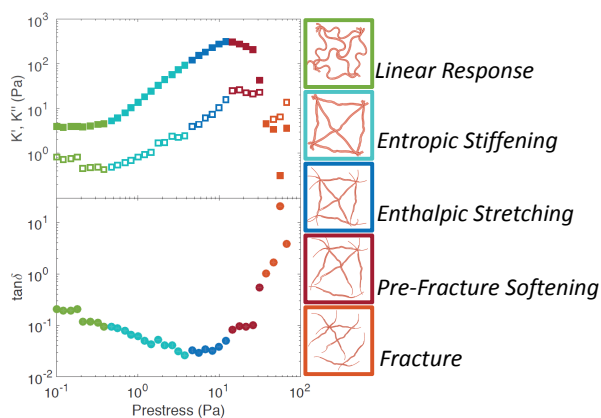 K', K'' (Pa)
10³
10²
10¹
10⁰
tanδ
10¹
10⁰
10⁻¹
10⁻²
10⁻¹ 10⁰ 10¹ 10²
Prestress (Pa)
Linear Response
Entropic Stiffening
Enthalpic Stretching
Pre-Fracture Softening
Fracture